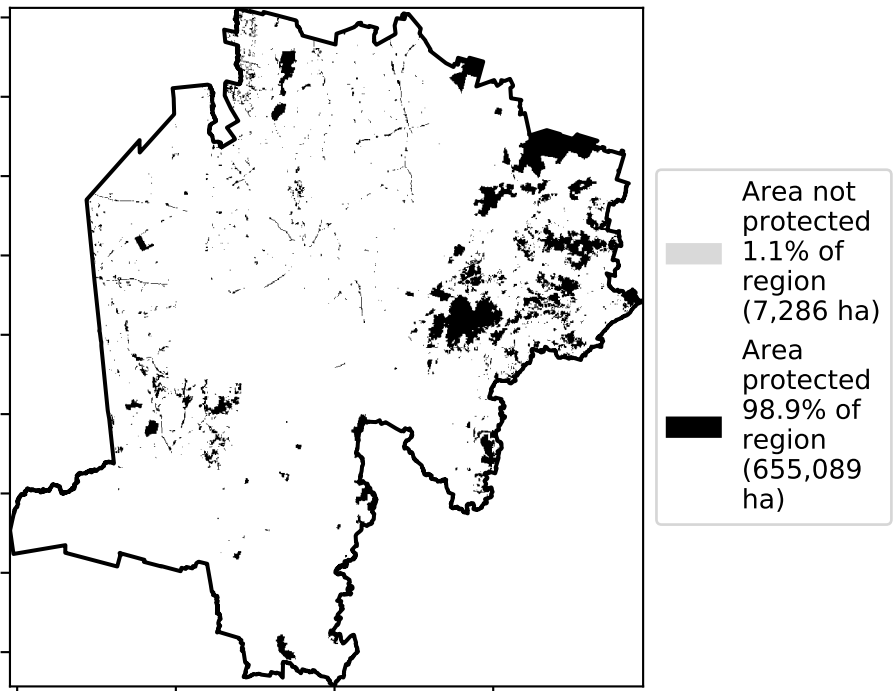 Area not
protected
1.1% of
region
(7,286 ha)
Area
protected
98.9% of
region
(655,089
ha)